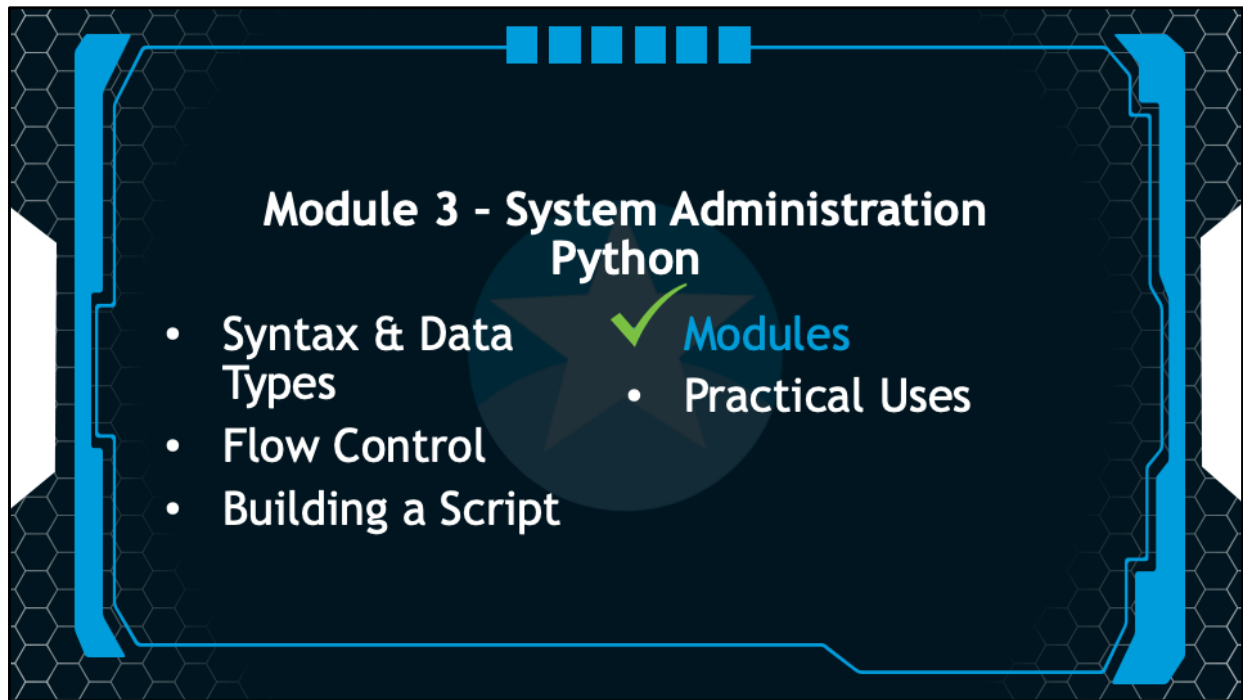 Module 3 - System Administration
Python
• Syntax & Data
Types
• Flow Control
• Building a Script
Modules
• Practical Uses